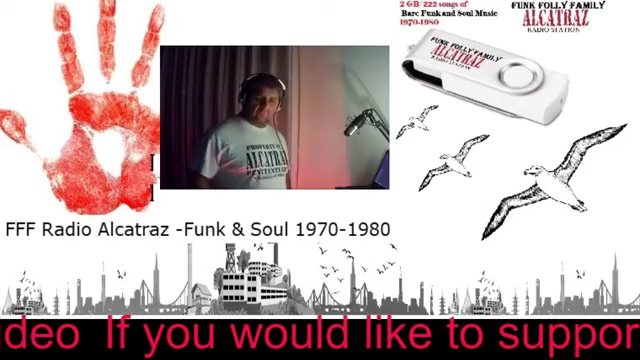 2 GB/ 222 songs of
Rare Funk and Soul Music
1970-1980
FUNK FOLLY FAMILY
ALCATRAZ
RADIO STATION
FUNK FOLLY FAMILY
ALCATRAZ
RADIO STATION
PROPERTY OF
ALCATRAZ
PENITENTIARY
FFF Radio Alcatraz -Funk & Soul 1970-1980
ideo If you would like to suppor